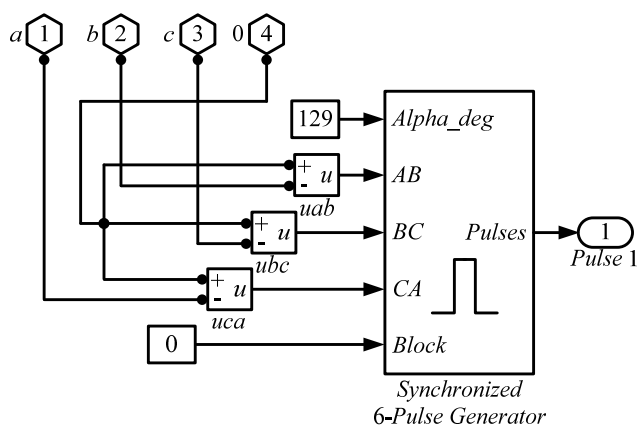 a 1 b 2 c 3 0 4
129
Alpha_deg
+
- u
uab
AB
+
- u
ubc
BC
Pulses
1
Pulse 1
+
- u
uca
CA
0
Block
Synchronized
6-Pulse Generator